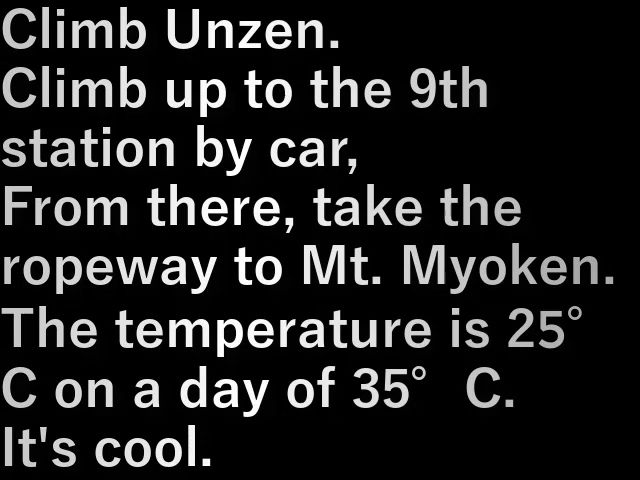 Climb Unzen.
Climb up to the 9th
station by car,
From there, take the
ropeway to Mt. Myoken.
The temperature is 25°
C on a day of 35° C.
It's cool.